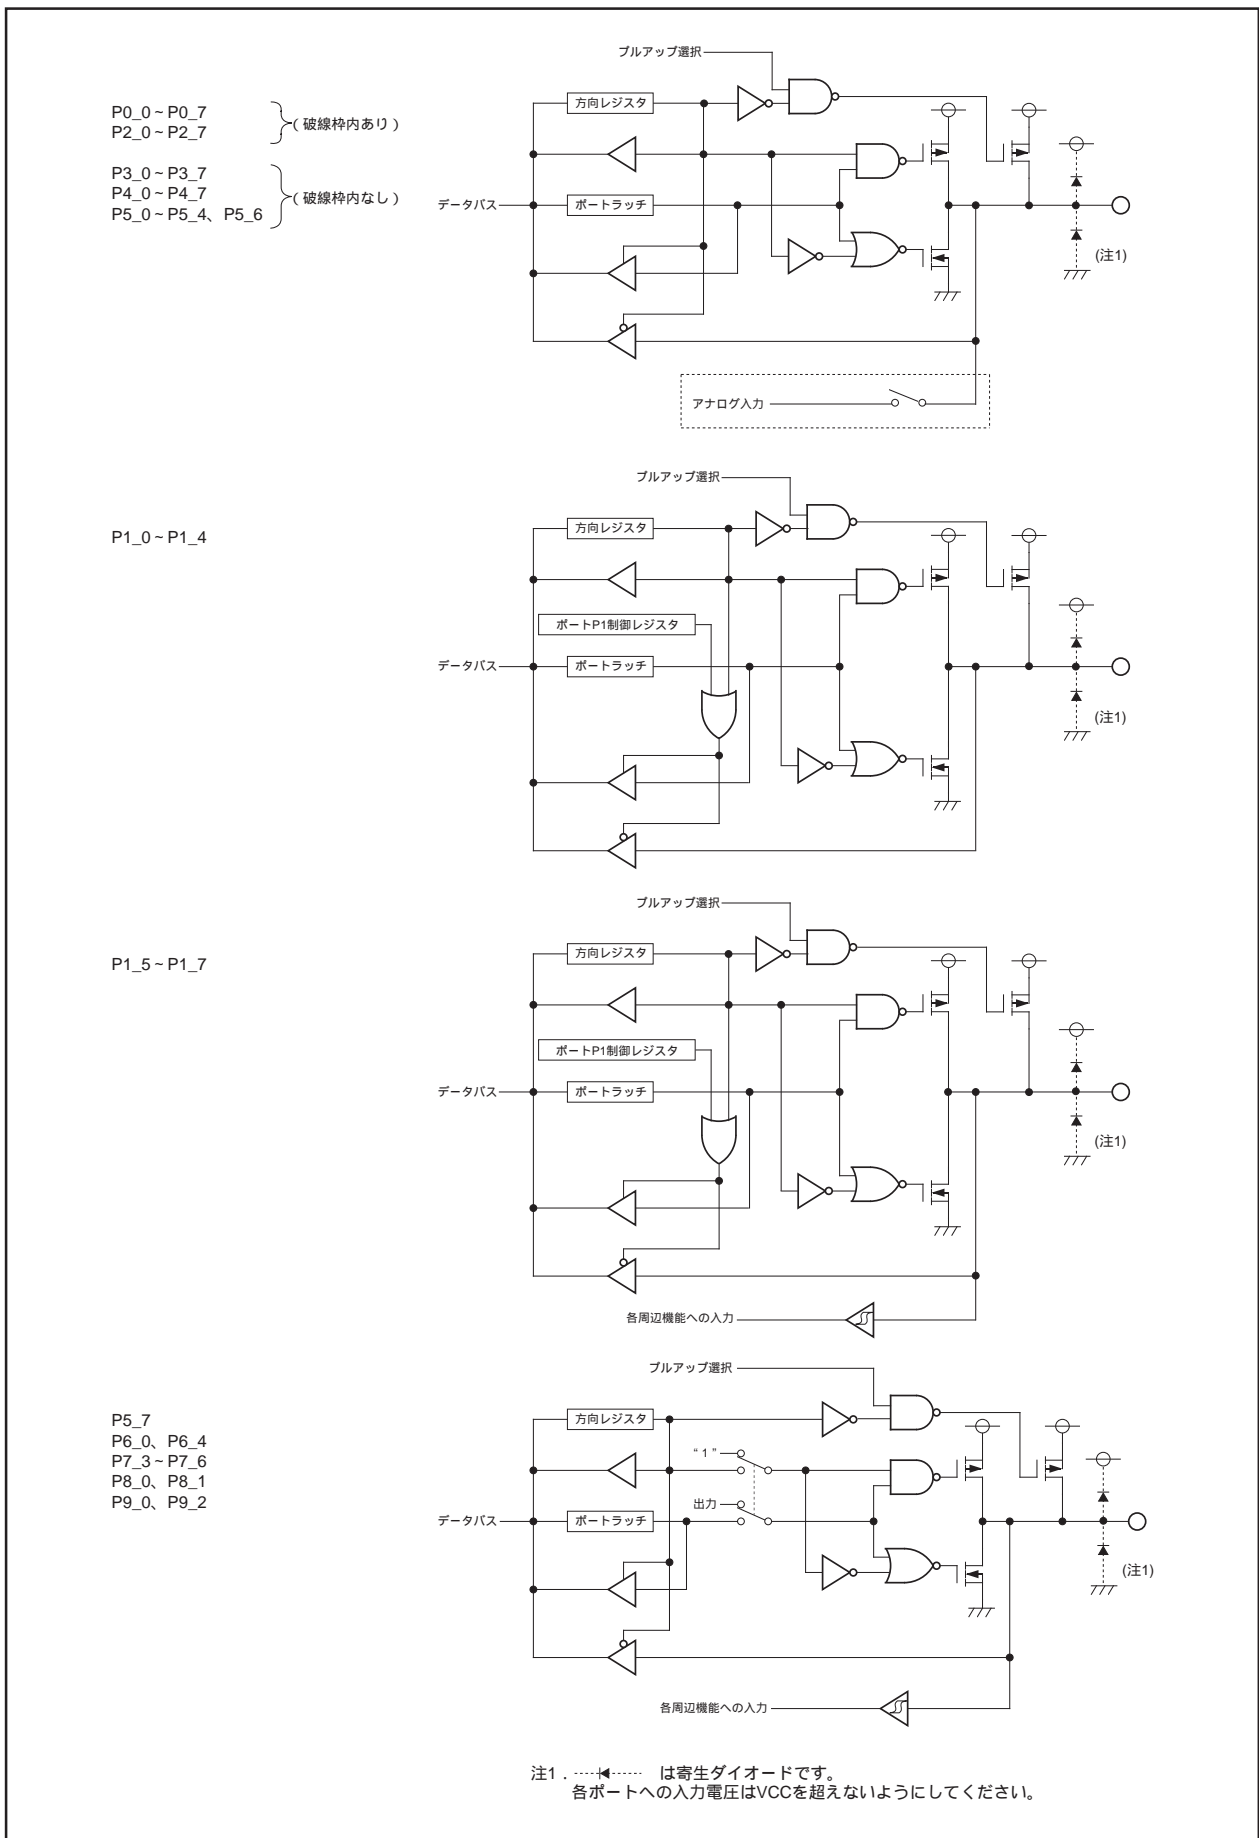 プルアップ選択
P0_0 ~ P0_7
P2_0 ~ P2_7
( 破線枠内あり )
P3_0 ~ P3_7
P4_0 ~ P4_7
P5_0 ~ P5_4、P5_6
( 破線枠内なし )
方向レジスタ
データバス
ポートラッチ
(注1)
アナログ入力
P1_0 ~ P1_4
プルアップ選択
方向レジスタ
ポートP1制御レジスタ
データバス
ポートラッチ
(注1)
P1_5 ~ P1_7
プルアップ選択
方向レジスタ
ポートP1制御レジスタ
データバス
ポートラッチ
(注1)
各周辺機能への入力
P5_7
P6_0、P6_4
P7_3 ~ P7_6
P8_0、P8_1
P9_0、P9_2
プルアップ選択
方向レジスタ
“ 1 ”
出力
データバス
ポートラッチ
(注1)
各周辺機能への入力
注1 . は寄生ダイオードです。
各ポートへの入力電圧はVCCを超えないようにしてください。